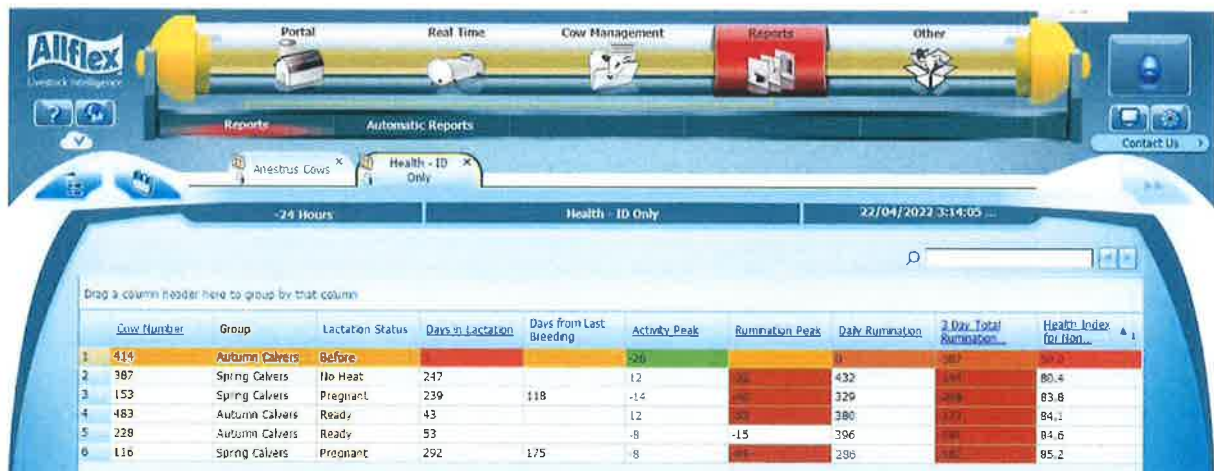 Portal Real Time Cow Management Reports Other
Allflex
Livestock Intelligence
?
Reports Automatic Reports
Contact Us
Anestrus Cows × Health - ID Only ×
-24 Hours Health - ID Only 22/04/2022 3:14:05 ...
Drag a column header here to group by that column
Cow Number Group Lactation Status Days in Lactation Days from Last Breeding Activity Peak Rumination Peak Daily Rumination 3 Day Total Rumination... Health Index for Non... 1
1 414 Autumn Calvers Before -26 0
2 387 Spring Calvers No Heat 247 12 432 80.4
3 153 Spring Calvers Pregnant 239 118 -14 329 83.8
4 483 Autumn Calvers Ready 43 12 380 84.1
5 228 Autumn Calvers Ready 53 -8 -15 396 84.6
6 116 Spring Calvers Pregnant 292 175 -8 286 85.2